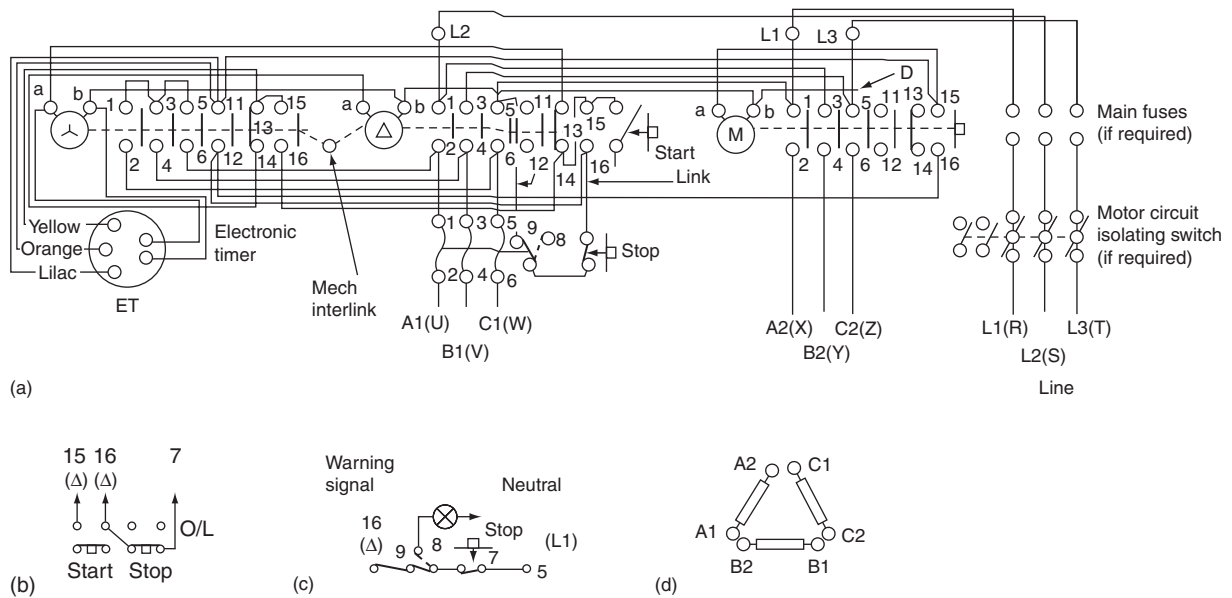 L2
L1
L3
D
a
b
1
3
5
11
15
a
b
1
3
5
11
13
15
a
b
1
3
5
11
13
15
Main fuses
(if required)
13
M
2
4
6
12
14
16
2
4
6
12
14
16
Start
Link
2
4
6
12
14
16
Yellow
Orange
Lilac
ET
Electronic
timer
Mech
interlink
1
3
5
9
8
Stop
2
4
6
Motor circuit
isolating switch
(if required)
A1(U)
C1(W)
B1(V)
A2(X)
C2(Z)
B2(Y)
L1(R)
L3(T)
L2(S)
Line
(a)
15
16
7
(Δ)
(Δ)
O/L
Start
Stop
(b)
Warning
signal
Neutral
16
(Δ)
9
8
Stop
7
(L1)
5
(c)
A2
C1
A1
C2
B2
B1
(d)